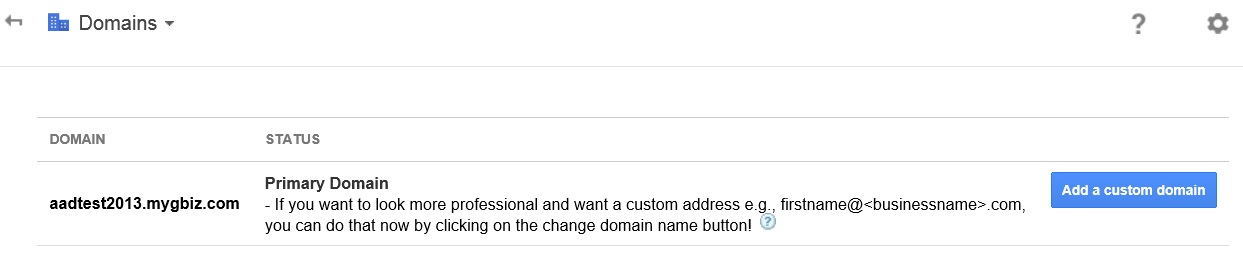 Domains
?
DOMAIN STATUS
Primary Domain
aadtest2013.mygbiz.com
- If you want to look more professional and want a custom address e.g., firstname@<businessname>.com,
you can do that now by clicking on the change domain name button! ?
Add a custom domain